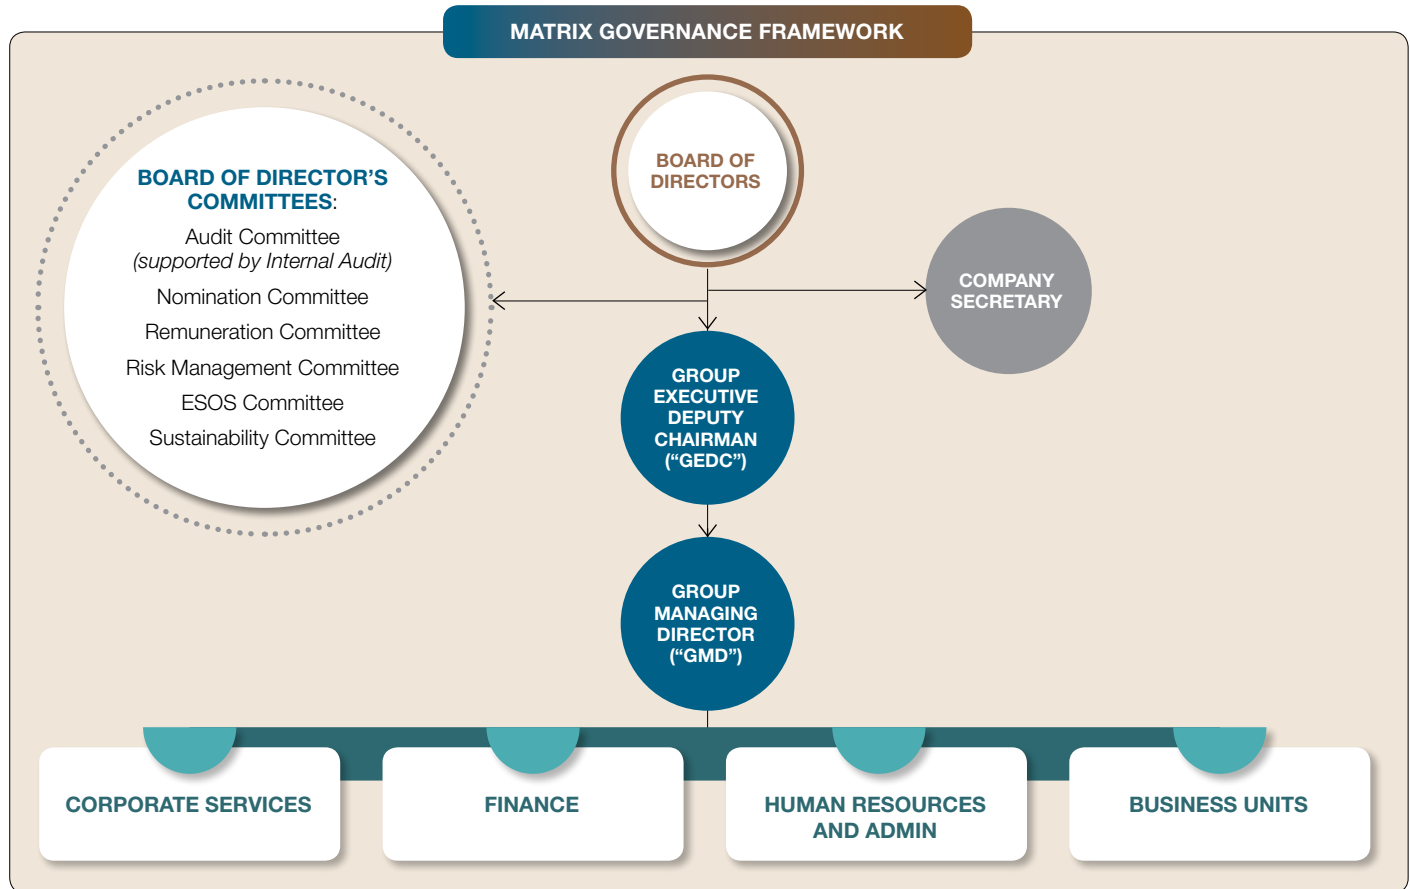 MATRIX GOVERNANCE FRAMEWORK
BOARD OF DIRECTOR’S
COMMITTEES:
Audit Committee
(supported by Internal Audit)
Nomination Committee
Remuneration Committee
Risk Management Committee
ESOS Committee
Sustainability Committee
BOARD OF
DIRECTORS
COMPANY
SECRETARY
GROUP
EXECUTIVE
DEPUTY
CHAIRMAN
(“GEDC”)
GROUP
MANAGING
DIRECTOR
(“GMD”)
CORPORATE SERVICES
FINANCE
HUMAN RESOURCES
AND ADMIN
BUSINESS UNITS